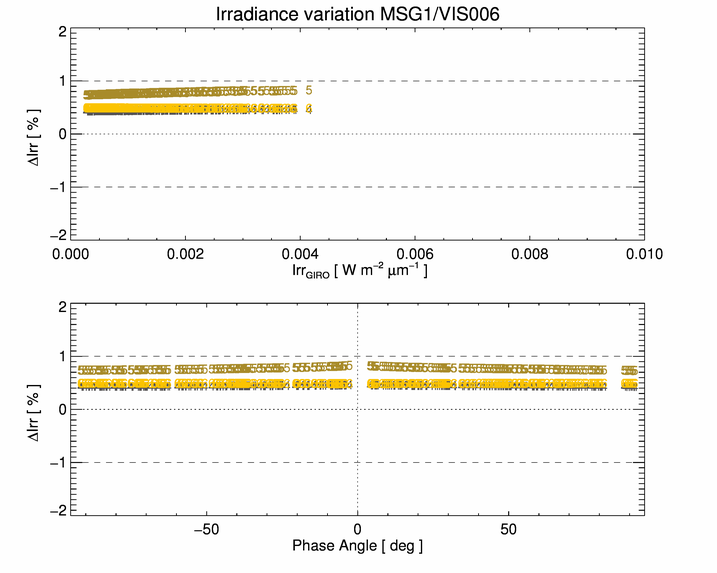 Irradiance variation MSG1/VIS006
2
1
0
−1
−2
ΔIrr [ % ]
5
4
0.000 0.002 0.004 0.006 0.008 0.010
Irr_GIRO [ W m⁻² μm⁻¹ ]
2
1
0
−1
−2
ΔIrr [ % ]
−50 0 50
Phase Angle [ deg ]